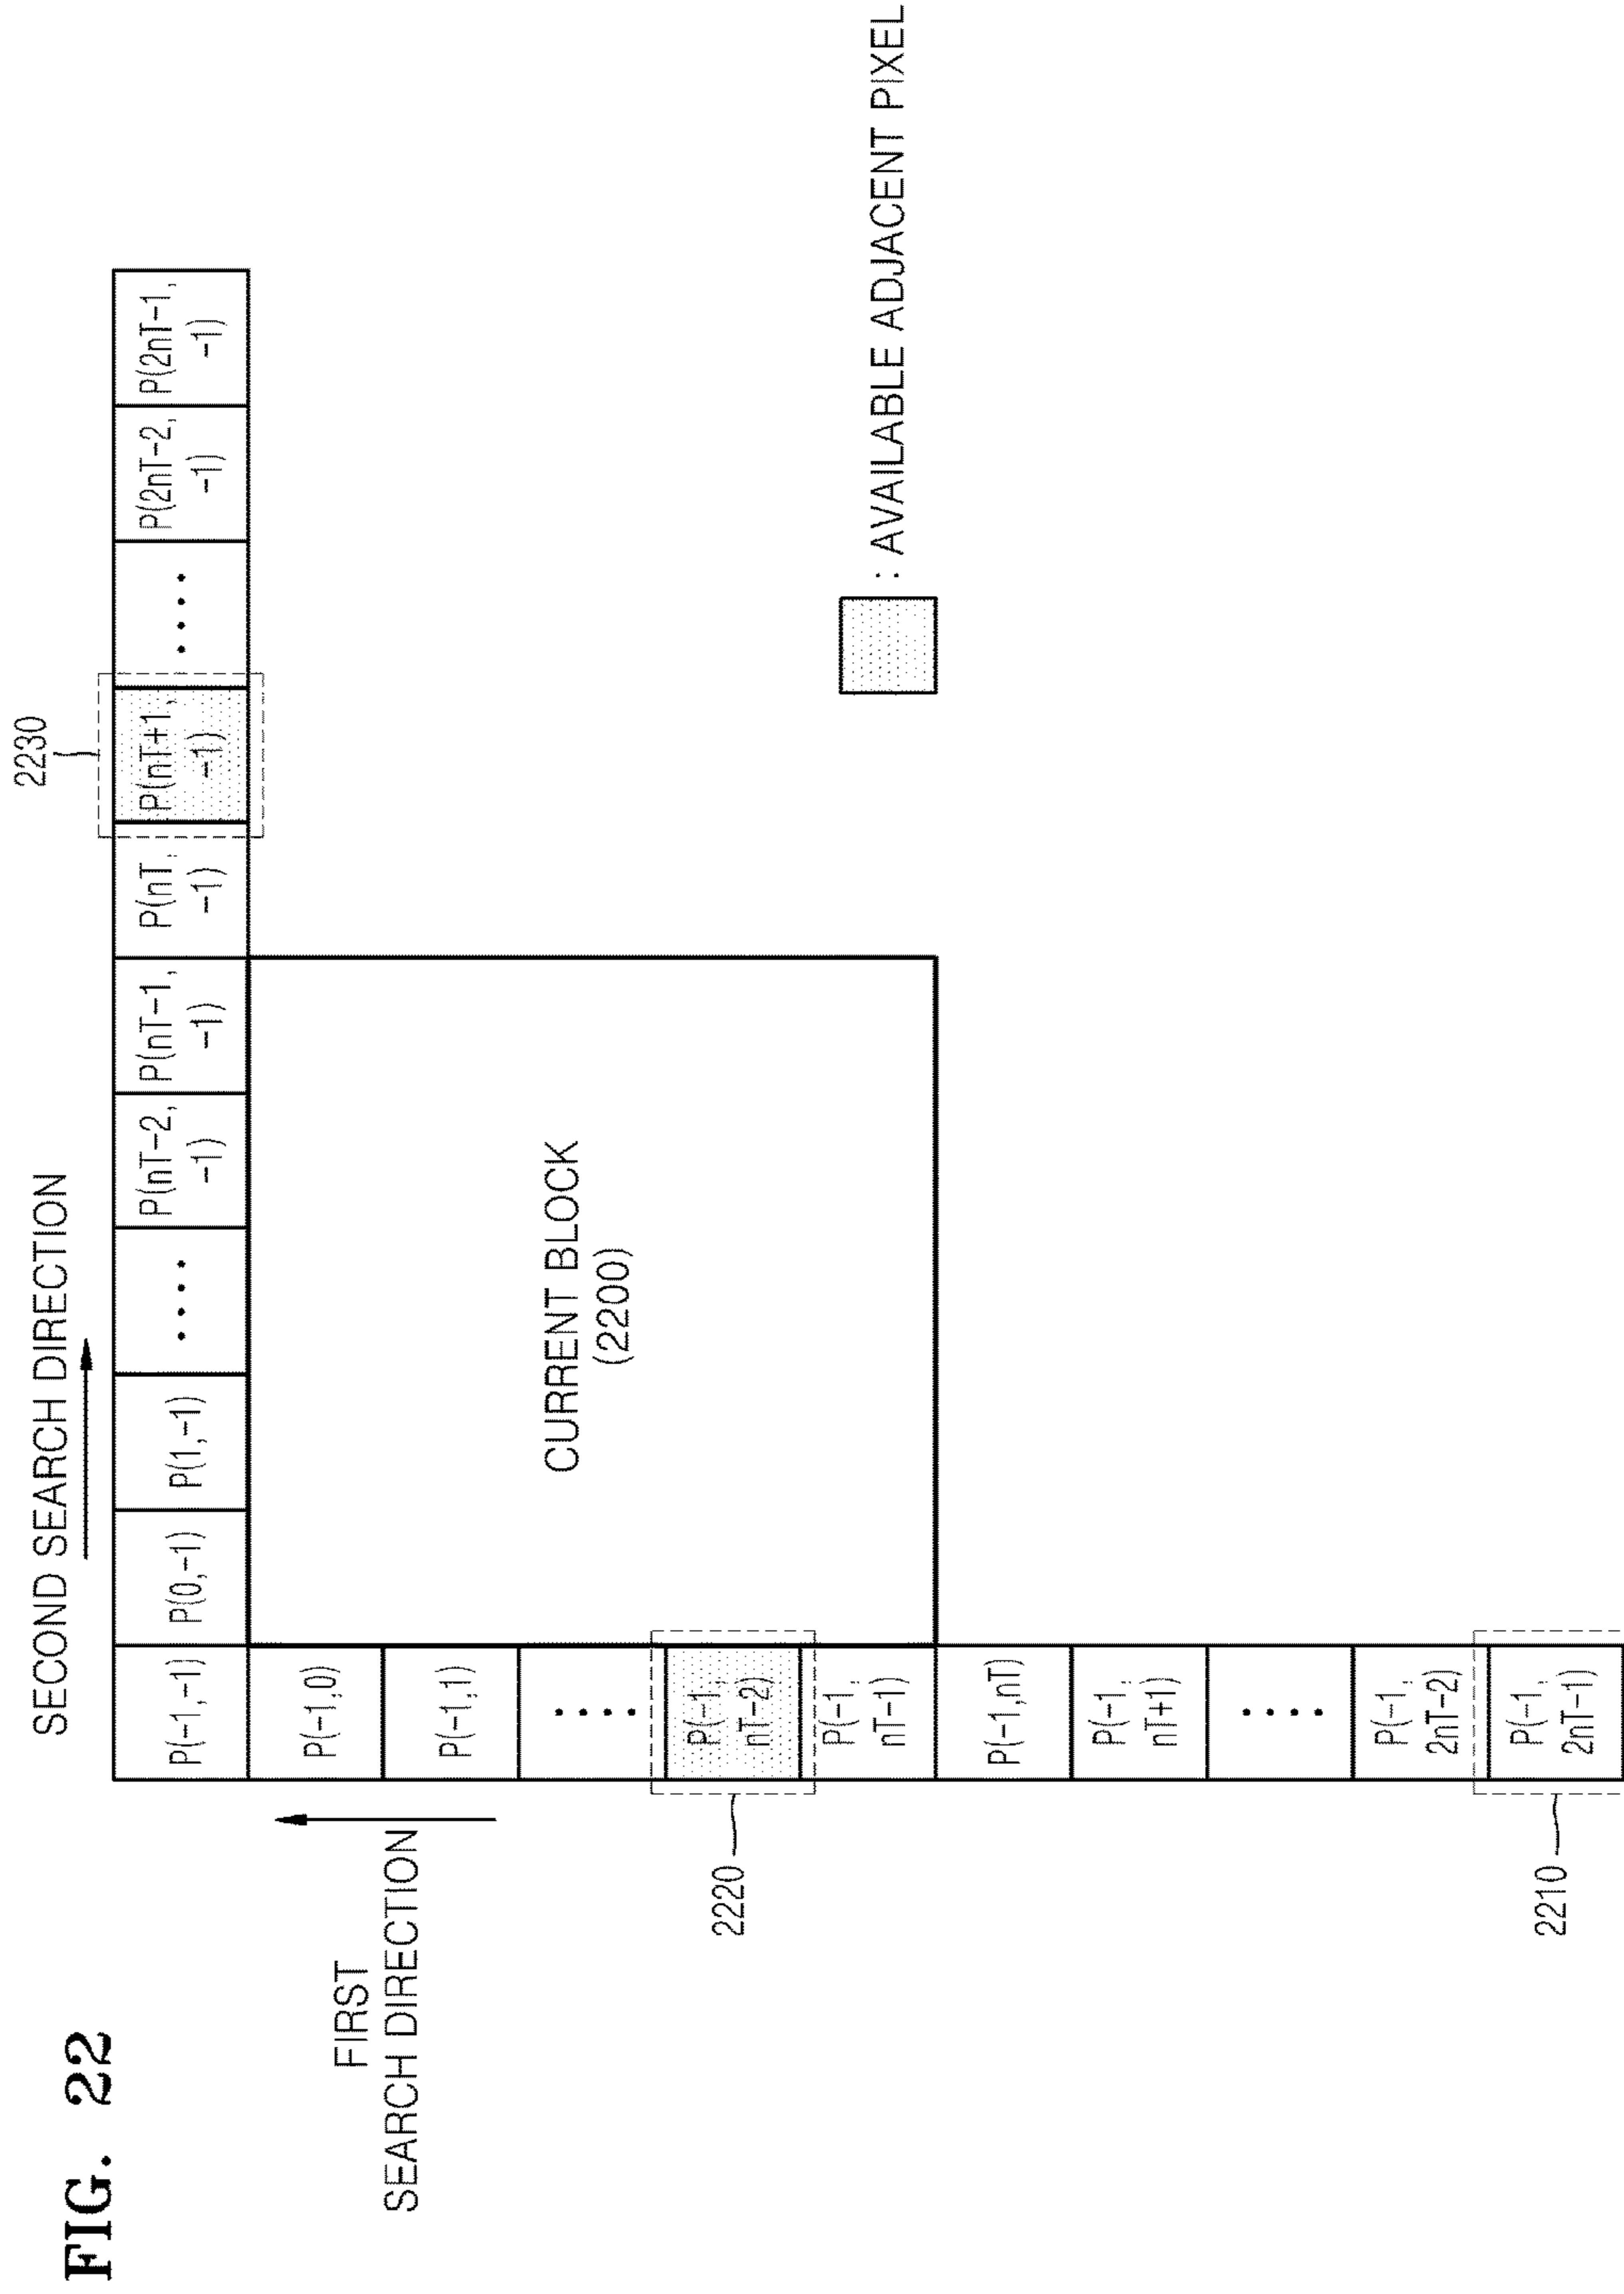 FIG. 22
SECOND SEARCH DIRECTION
2230
P(-1,-1)
P(0,-1)
P(1,-1)
....
P(nT-2,
-1)
P(nT-1,
-1)
P(nT,
-1)
P(nT+1,
-1)
....
P(2nT-2,
-1)
P(2nT-1,
-1)
FIRST
SEARCH DIRECTION
P(-1,0)
P(-1,1)
....
2220
P(-1,
nT-2)
P(-1,
nT-1)
P(-1,nT)
P(-1,
nT+1)
....
P(-1,
2nT-2)
2210
P(-1,
2nT-1)
CURRENT BLOCK
(2200)
: AVAILABLE ADJACENT PIXEL